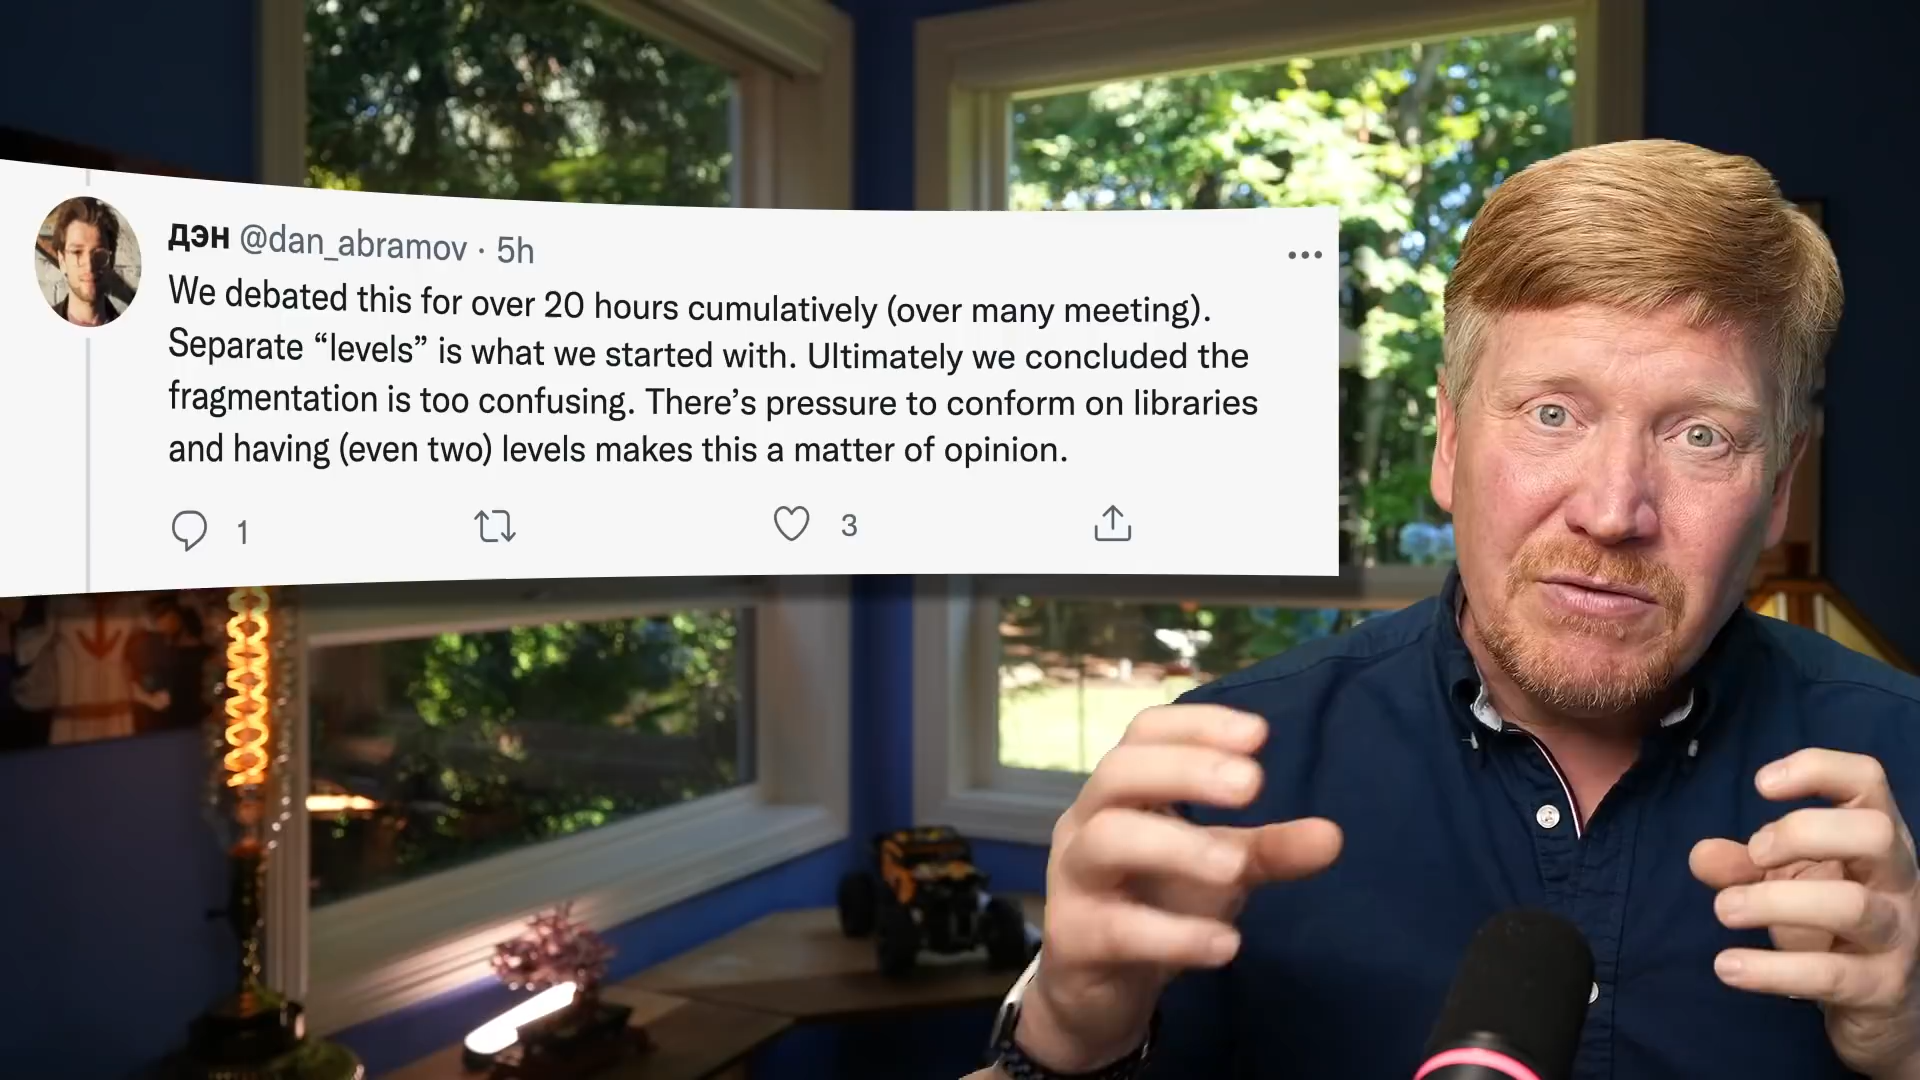 дэн @dan_abramov · 5h
We debated this for over 20 hours cumulatively (over many meeting).
Separate “levels” is what we started with. Ultimately we concluded the
fragmentation is too confusing. There’s pressure to conform on libraries
and having (even two) levels makes this a matter of opinion.
1 3